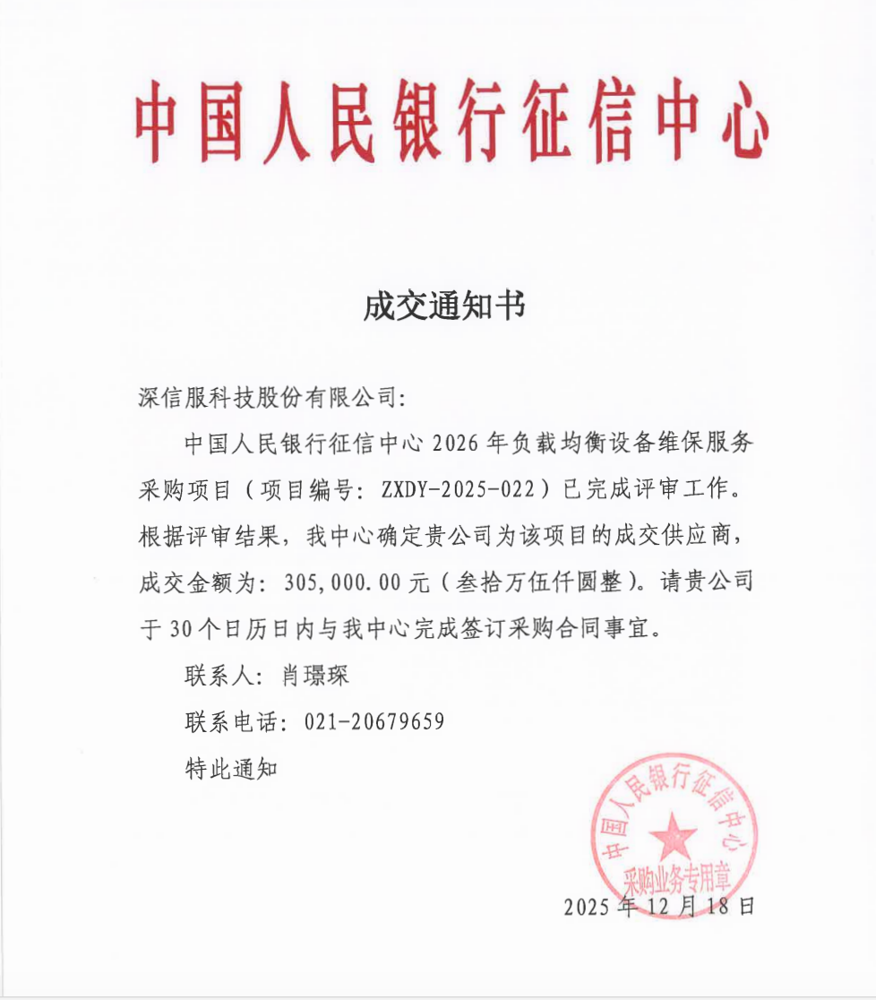 中国人民银行征信中心
成交通知书
深信服科技股份有限公司：
中国人民银行征信中心 2026 年负载均衡设备维保服务
采购项目（项目编号：ZXDY-2025-022）已完成评审工作。
根据评审结果，我中心确定贵公司为该项目的成交供应商，
成交金额为：305,000.00 元（叁拾万伍仟圆整）。请贵公司
于 30 个日历日内与我中心完成签订采购合同事宜。
联系人：肖璟琛
联系电话：021-20679659
特此通知
中国人民银行征信中心
采购业务专用章
2025 年 12 月 18 日